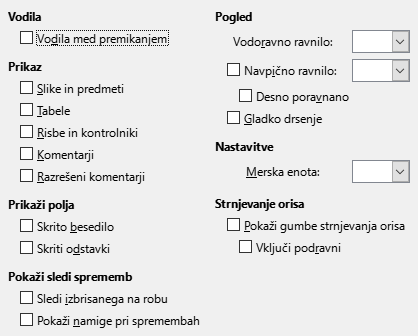 Vodila
Vodila med premikanjem
Prikaz
Slike in predmeti
Tabele
Risbe in kontrolniki
Komentarji
Razrešeni komentarji
Prikaži polja
Skrito besedilo
Skriti odstavki
Pokaži sledi sprememb
Sledi izbrisanega na robu
Pokaži namige pri spremembah
Pogled
Vodoravno ravnilo:
Navpično ravnilo:
Desno poravnano
Gladko drsenje
Nastavitve
Merska enota:
Strnjevanje orisa
Pokaži gumbe strnjevanja orisa
Vključi podravni